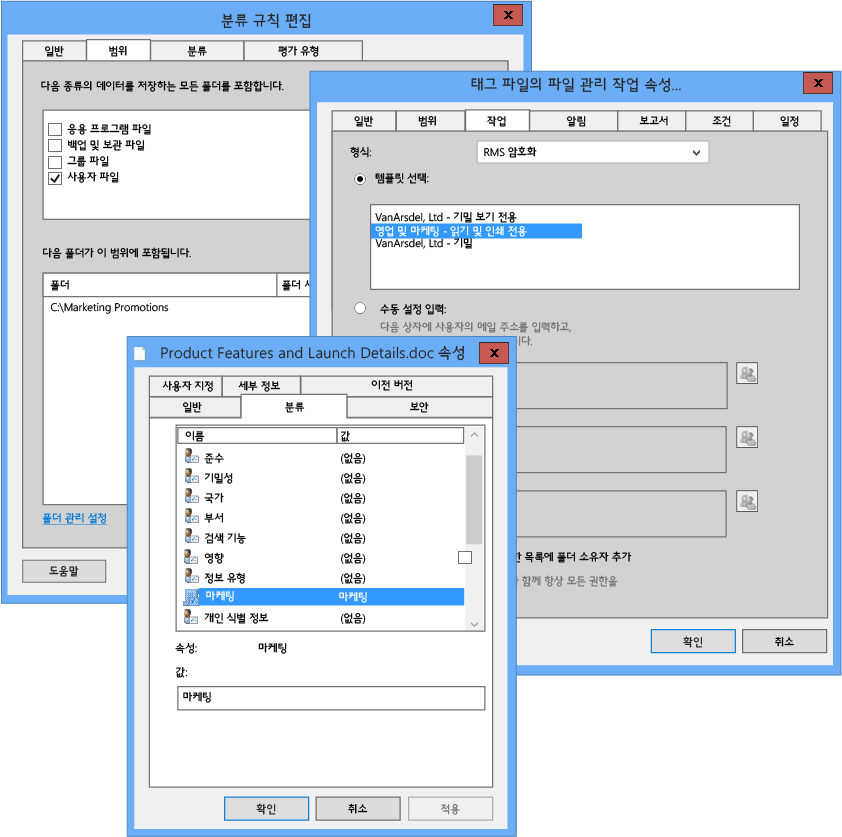 분류 규칙 편집
x
일반 범위 분류 평가 유형
다음 종류의 데이터를 저장하는 모든 폴더를 포함합니다.
응용 프로그램 파일
백업 및 보관 파일
그룹 파일
사용자 파일
다음 폴더가 이 범위에 포함됩니다.
폴더 폴더 사
C:\Marketing Promotions
폴더 관리 설정
도움말
태그 파일의 파일 관리 작업 속성...
x
일반 범위 작업 알림 보고서 조건 일정
형식: RMS 암호화
템플릿 선택:
VanArsdel, Ltd - 기밀 보기 전용
영업 및 마케팅 - 읽기 및 인쇄 전용
VanArsdel, Ltd - 기밀
수동 설정 입력:
다음 상자에 사용자의 메일 주소를 입력하고,
니다.
한 목록에 폴더 소유자 추가
함께 항상 모든 권한을
확인 취소
Product Features and Launch Details.doc 속성
x
사용자 지정 세부 정보 이전 버전
일반 분류 보안
이름 값
준수 (없음)
기밀성 (없음)
국가 (없음)
부서 (없음)
검색 기능 (없음)
영향 (없음)
정보 유형 (없음)
마케팅 마케팅
개인 식별 정보 (없음)
속성: 마케팅
값:
마케팅
확인 취소 적용